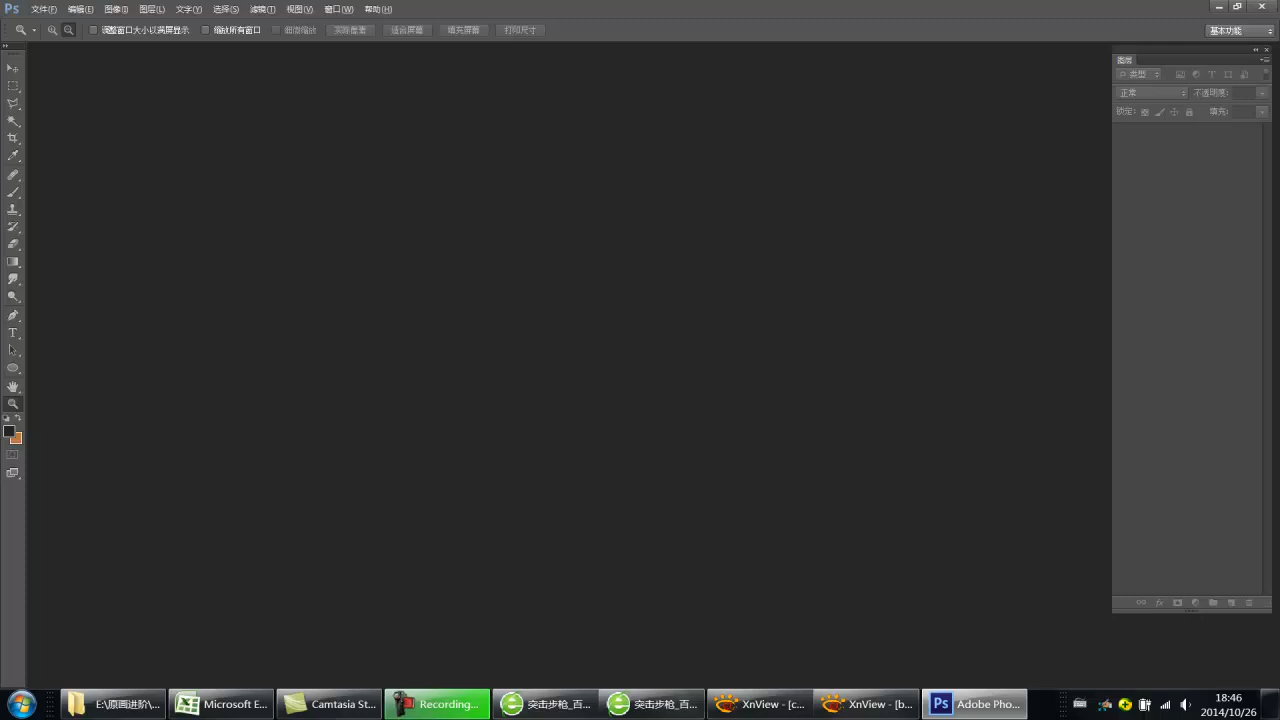 Ps 文件(F) 编辑(E) 图像(I) 图层(L) 文字(Y) 选择(S) 滤镜(T) 视图(V) 窗口(W) 帮助(H)
调整窗口大小以满屏显示 缩放所有窗口 细微缩放 实际像素 适合屏幕 填充屏幕 打印尺寸 基本功能
图层
类型
正常 不透明度:
锁定: 填充:
E:\原画进阶\... Microsoft E... Camtasia St... Recording... 突击步枪_百... 突击步枪_百... XnView - [c... XnView - [b... Ps Adobe Pho...
18:46
2014/10/26